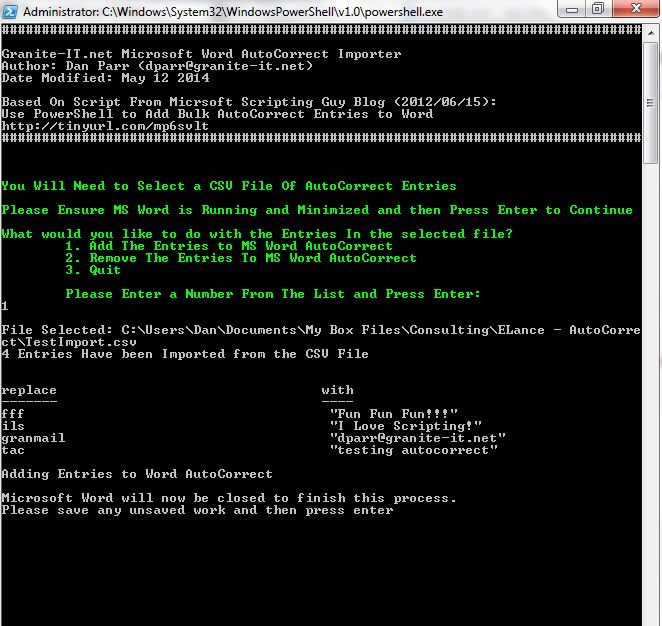 Administrator: C:\Windows\System32\WindowsPowerShell\v1.0\powershell.exe
################################################################################
Granite-IT.net Microsoft Word AutoCorrect Importer
Author: Dan Parr (dparr@granite-it.net)
Date Modified: May 12 2014
Based On Script From Micrsoft Scripting Guy Blog (2012/06/15):
Use PowerShell to Add Bulk AutoCorrect Entries to Word
http://tinyurl.com/mp6svlt
################################################################################
You Will Need to Select a CSV File Of AutoCorrect Entries
Please Ensure MS Word is Running and Minimized and then Press Enter to Continue
What would you like to do with the Entries In the selected file?
1. Add The Entries to MS Word AutoCorrect
2. Remove The Entries To MS Word AutoCorrect
3. Quit
Please Enter a Number From The List and Press Enter:
1
File Selected: C:\Users\Dan\Documents\My Box Files\Consulting\ELance - AutoCorre
ct\TestImport.csv
4 Entries Have been Imported from the CSV File
replace with
------- ----
fff "Fun Fun Fun!!!"
ils "I Love Scripting!"
granmail "dparr@granite-it.net"
tac "testing autocorrect"
Adding Entries to Word AutoCorrect
Microsoft Word will now be closed to finish this process.
Please save any unsaved work and then press enter